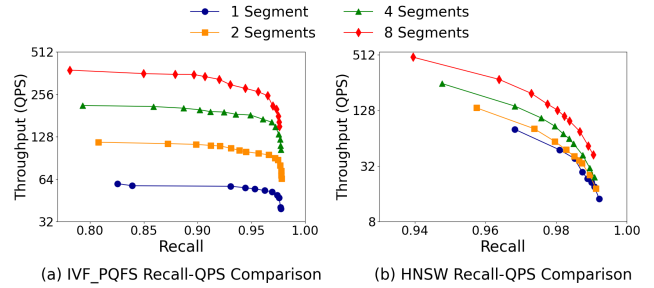 1 Segment
4 Segments
2 Segments
8 Segments
Throughput (QPS)
512
256
128
64
32
0.80
0.85
0.90
0.95
1.00
Recall
(a) IVF_PQFS Recall-QPS Comparison
Throughput (QPS)
512
128
32
8
0.94
0.96
0.98
1.00
Recall
(b) HNSW Recall-QPS Comparison